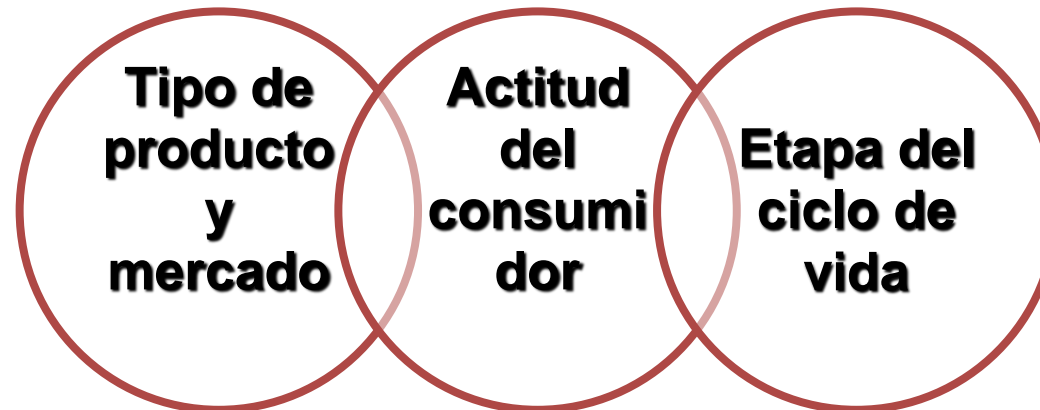 Tipo de
producto
y
mercado
Actitud
del
consumi
dor
Etapa del
ciclo de
vida